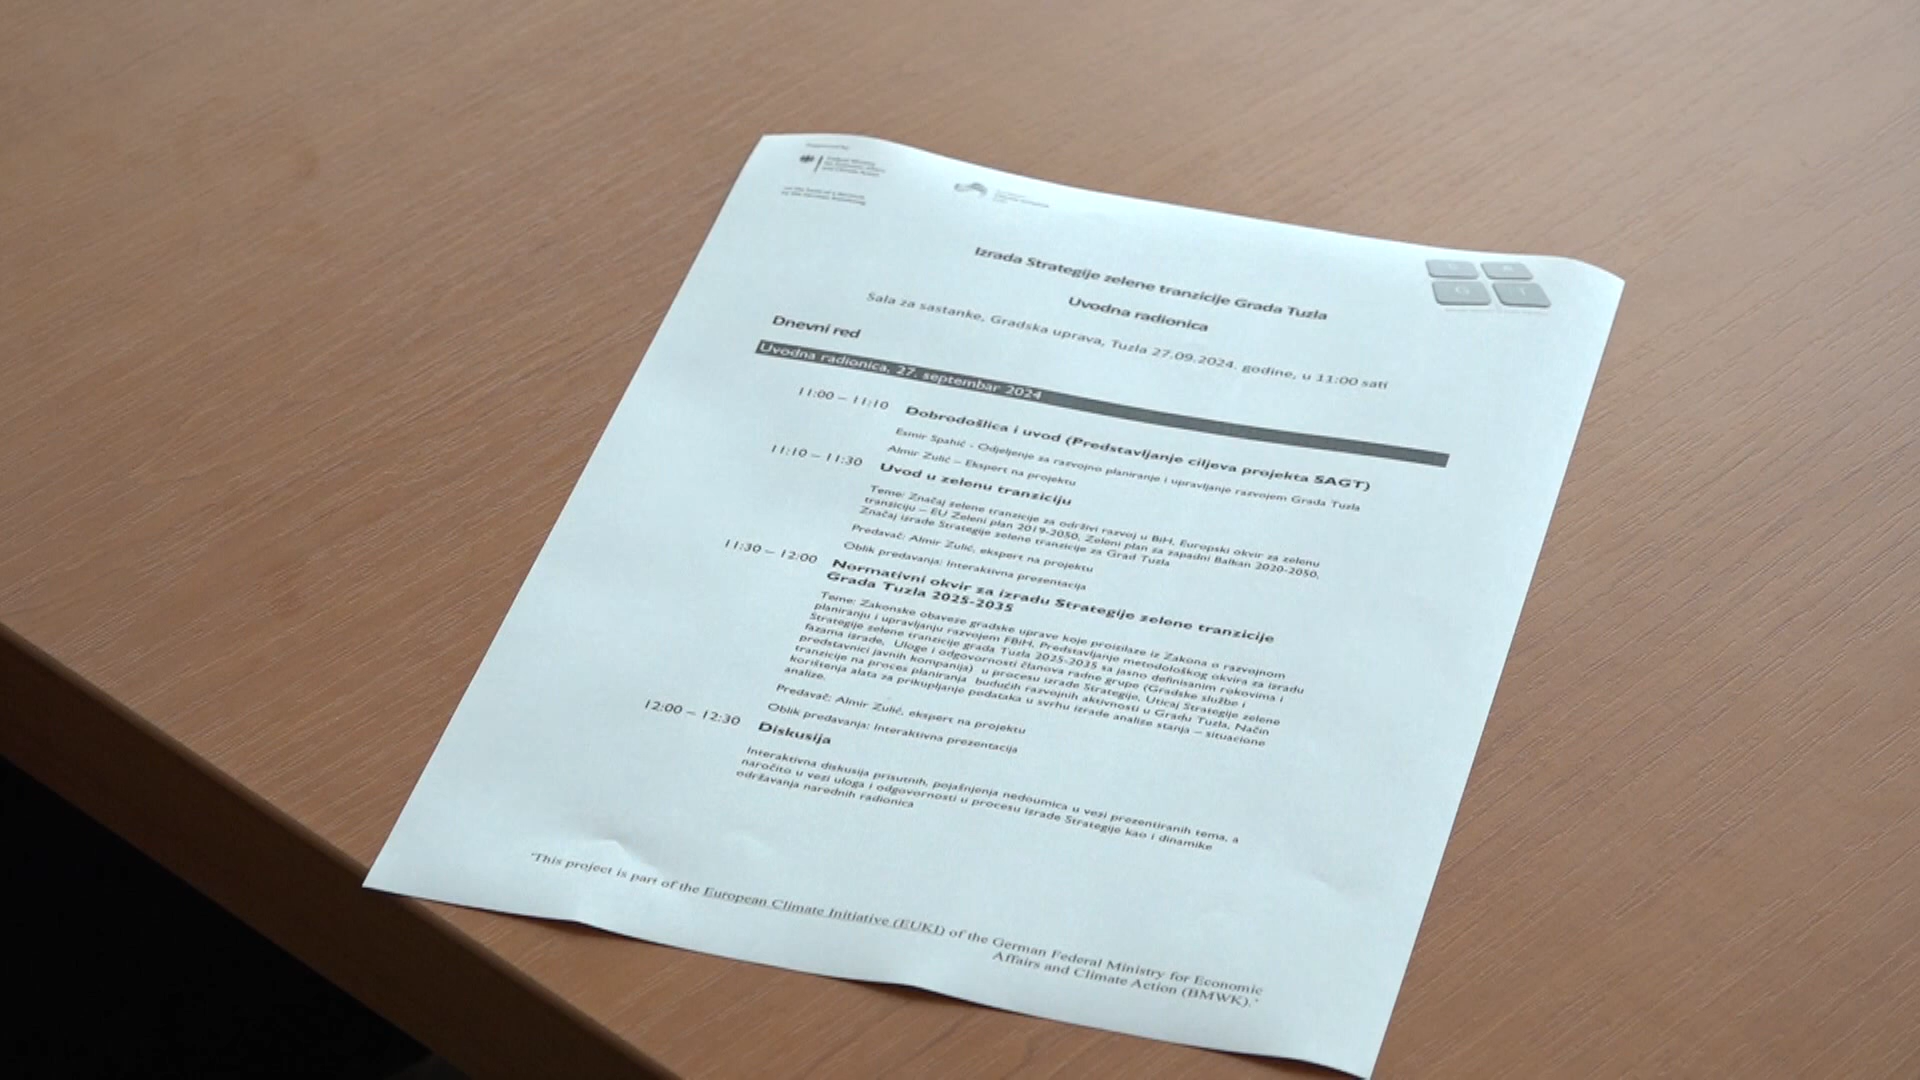 Supported by
Izrada Strategije zelene tranzicije Grada Tuzla
Uvodna radionica
Sala za sastanke, Gradska uprava, Tuzla 27.09.2024. godine, u 11:00 sati
Dnevni red
Uvodna radionica, 27. septembar 2024
11:00 – 11:10 Dobrodošlica i uvod (Predstavljanje ciljeva projekta SAGT)
Esmir Spahić - Odjeljenje za razvojno planiranje i upravljanje razvojem Grada Tuzla
Almir Zulić – Ekspert na projektu
11:10 – 11:30 Uvod u zelenu tranziciju
Teme: Značaj zelene tranzicije za održivi razvoj u BiH, Europski okvir za zelenu
tranziciju – EU Zeleni plan 2019-2050, Zeleni plan za zapadni Balkan 2020-2050,
Značaj izrade Strategije zelene tranzicije za Grad Tuzla
Predavač: Almir Zulić, ekspert na projektu
Oblik predavanja: Interaktivna prezentacija
11:30 – 12:00 Normativni okvir za izradu Strategije zelene tranzicije
Grada Tuzla 2025-2035
Teme: Zakonske obaveze gradske uprave koje proizilaze iz Zakona o razvojnom
planiranju i upravljanju razvojem FBiH, Predstavljanje metodološkog okvira za izradu
Strategije zelene tranzicije grada Tuzla 2025-2035 sa jasno definisanim rokovima i
fazama izrade, Uloge i odgovornosti članova radne grupe (Gradske službe i
predstavnici javnih kompanija) u procesu izrade Strategije, Uticaj Strategije zelene
tranzicije na proces planiranja budućih razvojnih aktivnosti u Gradu Tuzla, Način
korištenja alata za prikupljanje podataka u svrhu izrade analize stanja – situacione
analize.
Predavač: Almir Zulić, ekspert na projektu
Oblik predavanja: Interaktivna prezentacija
12:00 – 12:30 Diskusija
Interaktivna diskusija prisutnih, pojašnjenja nedoumica u vezi prezentiranih tema, a
naročito u vezi uloga i odgovornosti u procesu izrade Strategije kao i dinamike
održavanja narednih radionica
"This project is part of the European Climate Initiative (EUKI) of the German Federal Ministry for Economic
Affairs and Climate Action (BMWK)."